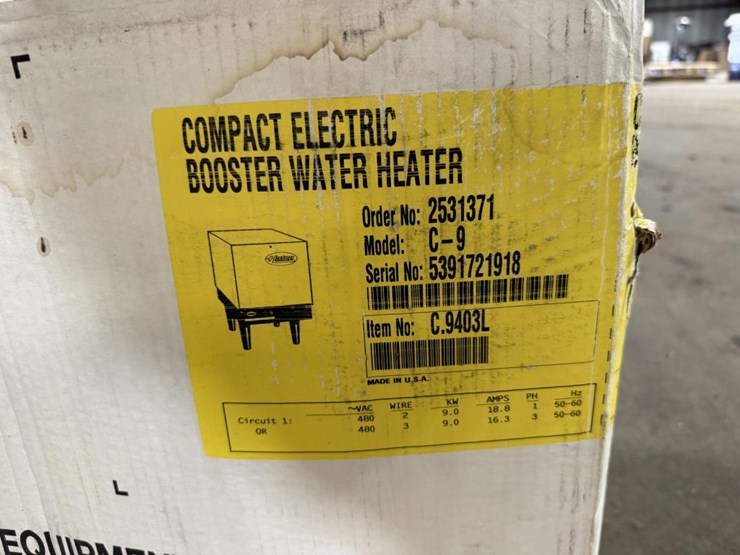 COMPACT ELECTRIC
BOOSTER WATER HEATER
Order No: 2531371
Model: C-9
Serial No: 5391721918
Item No: C.9403L
MADE IN U.S.A.
~VAC WIRE KW AMPS PH Hz
Circuit 1: 480 2 9.0 18.8 1 50-60
OR 480 3 9.0 16.3 3 50-60